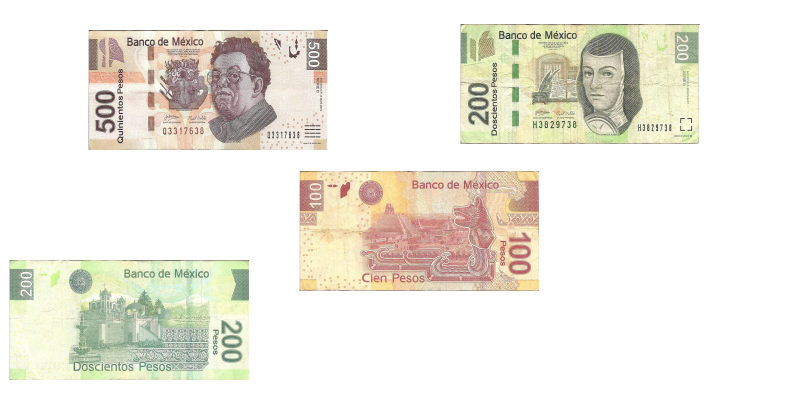 Banco de México
500
500
Quinientos Pesos
Q3317638
Q3317638
Banco de México
200
200
Doscientos Pesos
H3829738
H3829738
100
Banco de México
100
Pesos
Cien Pesos
200
Banco de México
200
Pesos
Doscientos Pesos